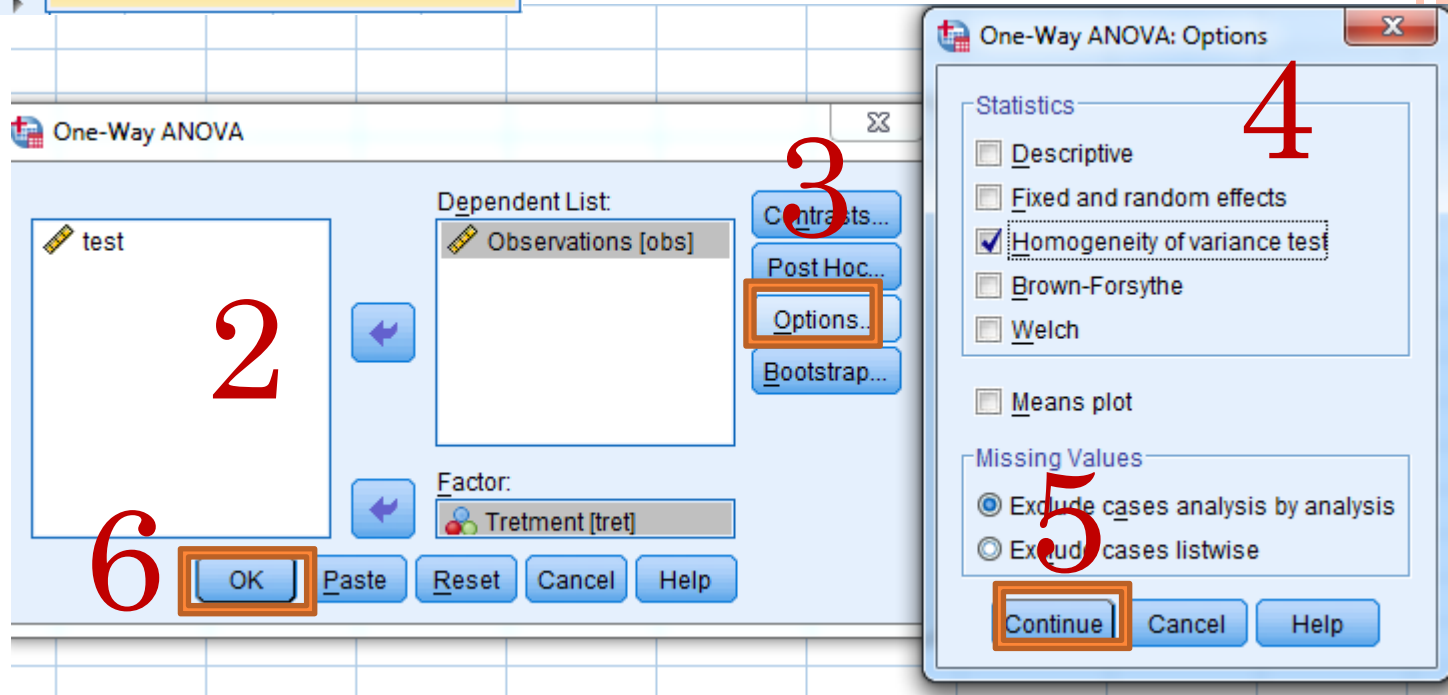 One-Way ANOVA
test
Dependent List:
Observations [obs]
Factor:
Tretment [tret]
Contrasts...
Post Hoc...
Options...
Bootstrap...
OK
Paste
Reset
Cancel
Help
2
3
6
One-Way ANOVA: Options
Statistics
Descriptive
Fixed and random effects
Homogeneity of variance test
Brown-Forsythe
Welch
Means plot
Missing Values
Exclude cases analysis by analysis
Exclude cases listwise
Continue
Cancel
Help
4
5